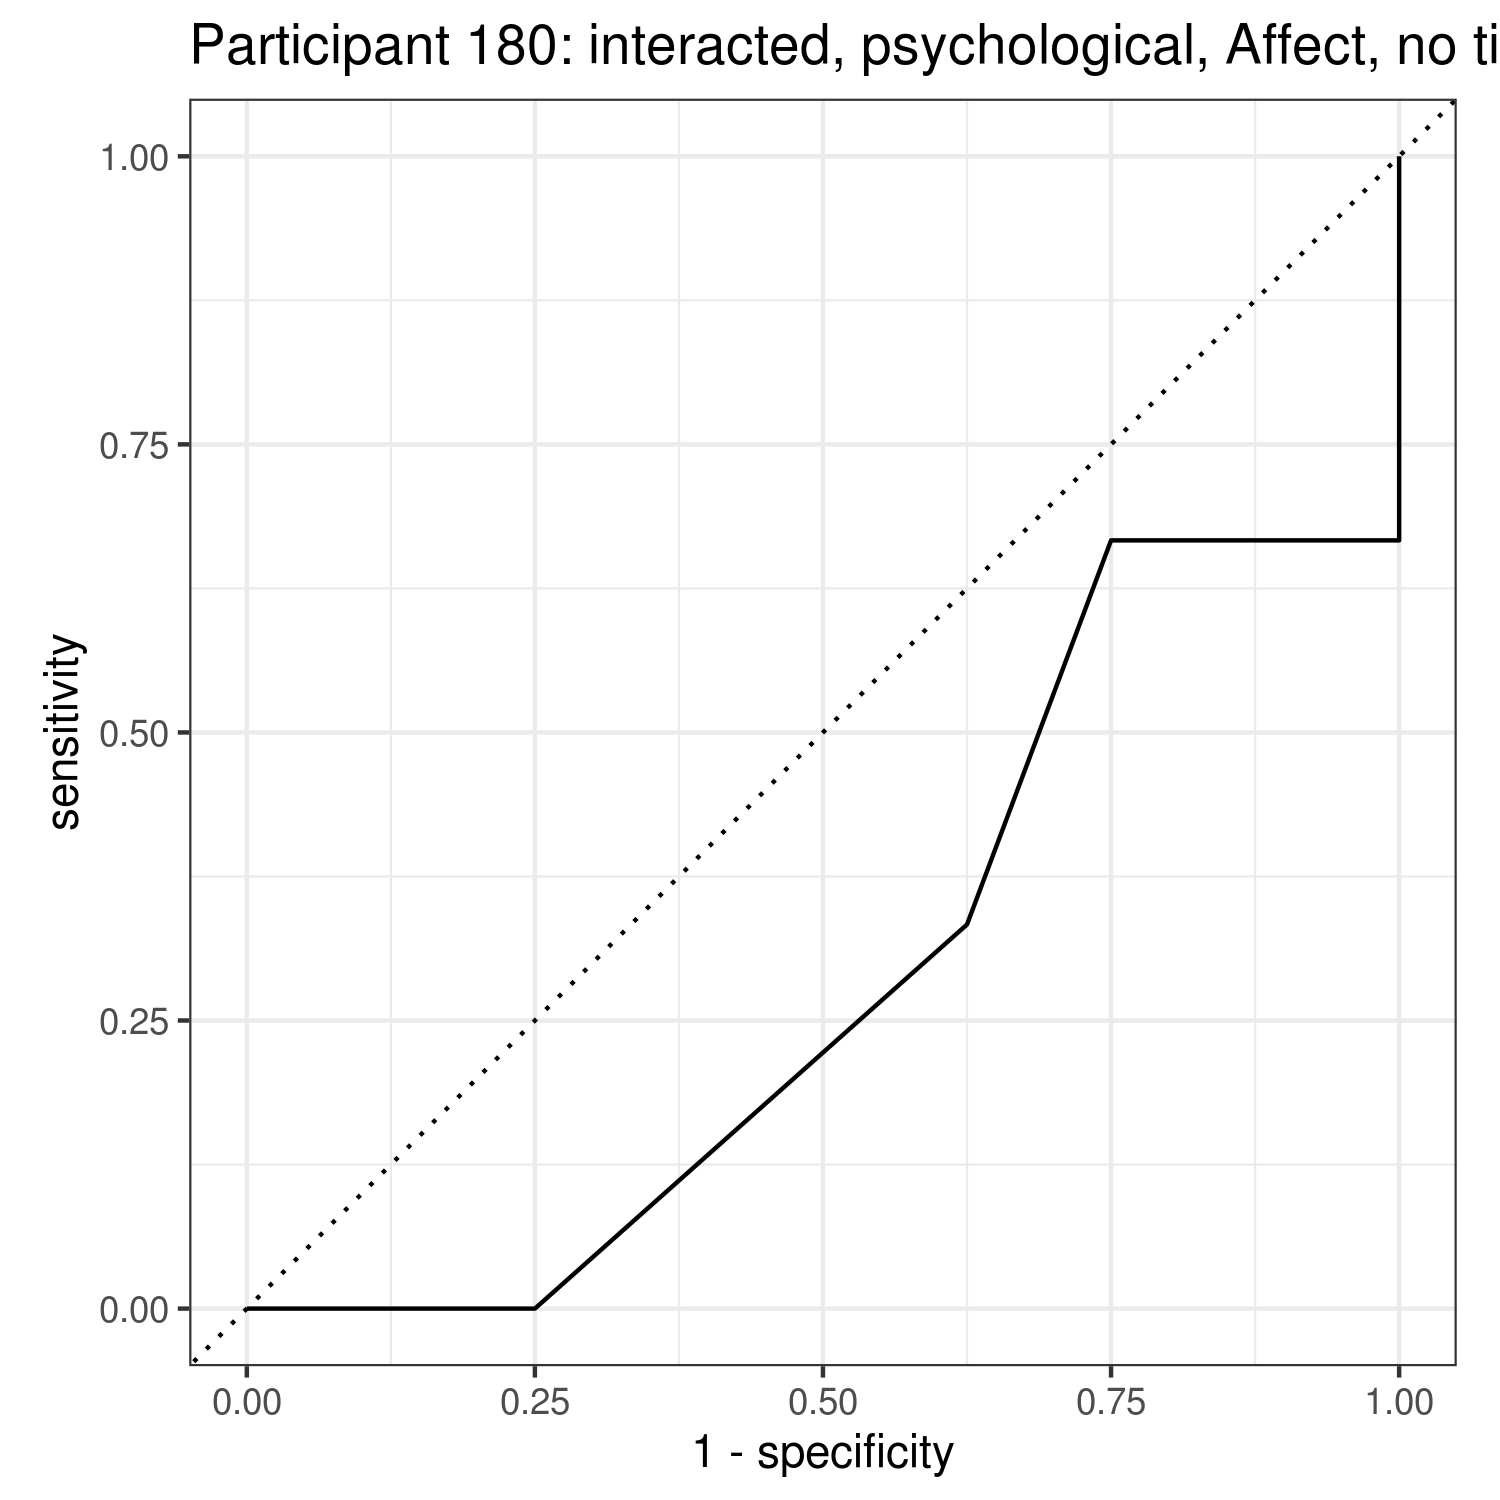 Participant 180: interacted, psychological, Affect, no ti
1.00
0.75
0.50
0.25
0.00
sensitivity
0.00 0.25 0.50 0.75 1.00
1 - specificity